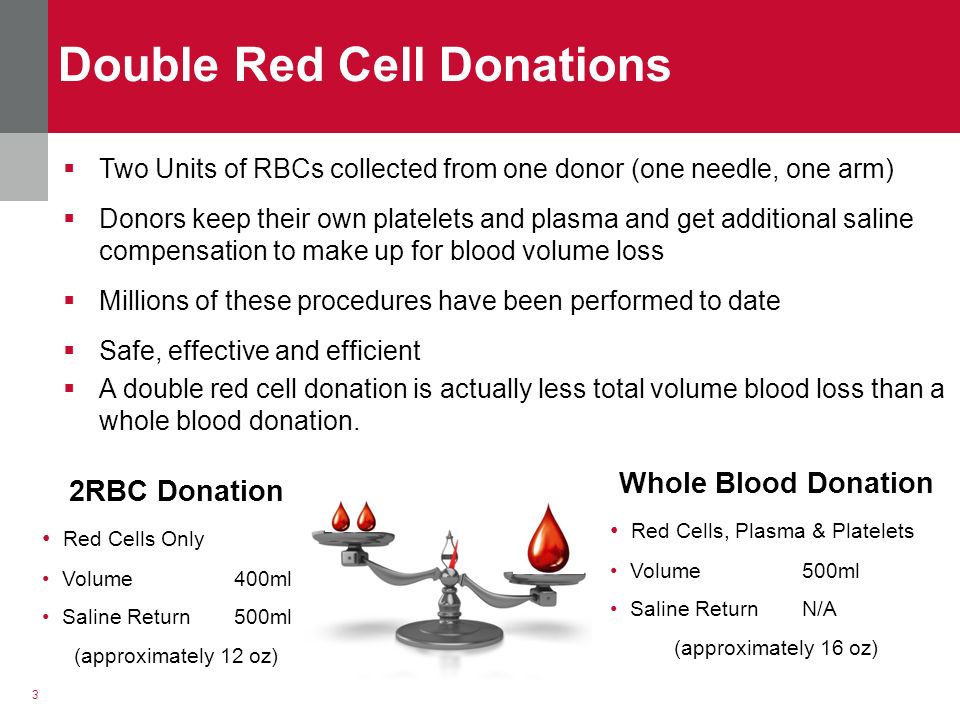 Double Red Cell Donations
▪ Two Units of RBCs collected from one donor (one needle, one arm)
▪ Donors keep their own platelets and plasma and get additional saline
compensation to make up for blood volume loss
▪ Millions of these procedures have been performed to date
▪ Safe, effective and efficient
▪ A double red cell donation is actually less total volume blood loss than a
whole blood donation.
2RBC Donation
• Red Cells Only
• Volume 400ml
• Saline Return 500ml
(approximately 12 oz)
Whole Blood Donation
• Red Cells, Plasma & Platelets
• Volume 500ml
• Saline Return N/A
(approximately 16 oz)
3